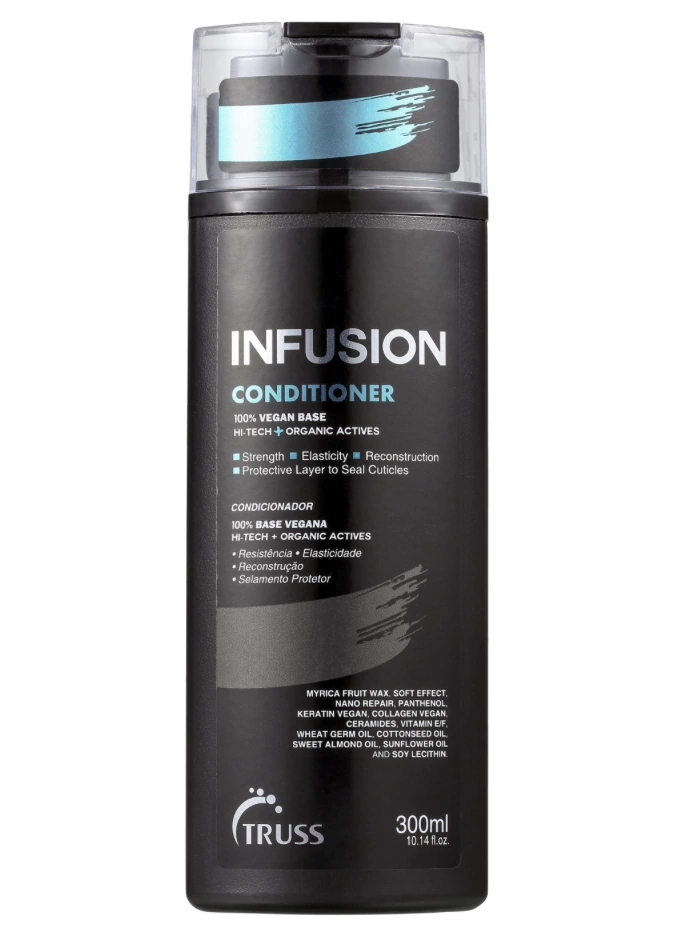 INFUSION
CONDITIONER
100% VEGAN BASE
HI-TECH + ORGANIC ACTIVES
Strength Elasticity Reconstruction
Protective Layer to Seal Cuticles
CONDICIONADOR
100% BASE VEGANA
HI-TECH + ORGANIC ACTIVES
• Resistência • Elasticidade
• Reconstrução
• Selamento Protetor
MYRICA FRUIT WAX, SOFT EFFECT,
NANO REPAIR, PANTHENOL,
KERATIN VEGAN, COLLAGEN VEGAN,
CERAMIDES, VITAMIN E/F,
WHEAT GERM OIL, COTTONSEED OIL,
SWEET ALMOND OIL, SUNFLOWER OIL
AND SOY LECITHIN.
TRUSS
300ml
10.14 fl.oz.